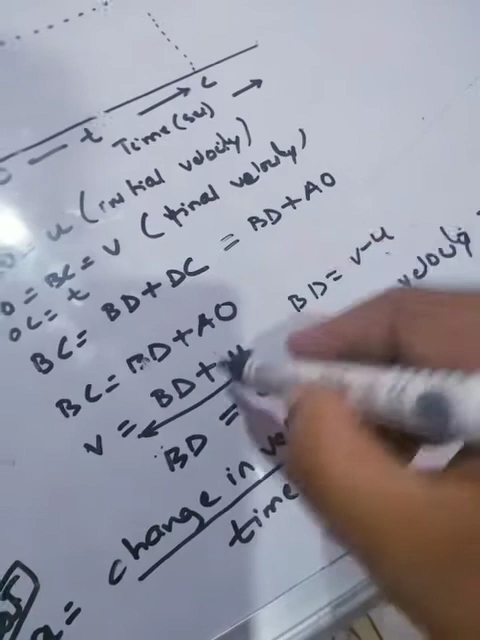 t → c
Time(sec) →
u (initial velocity)
= BC = v (final velocity)
OC = t
BC = BD + DC = BD + AO
BC = BD + AO BD = v-u
v = BD + u velocity
BD =
a = change in
time